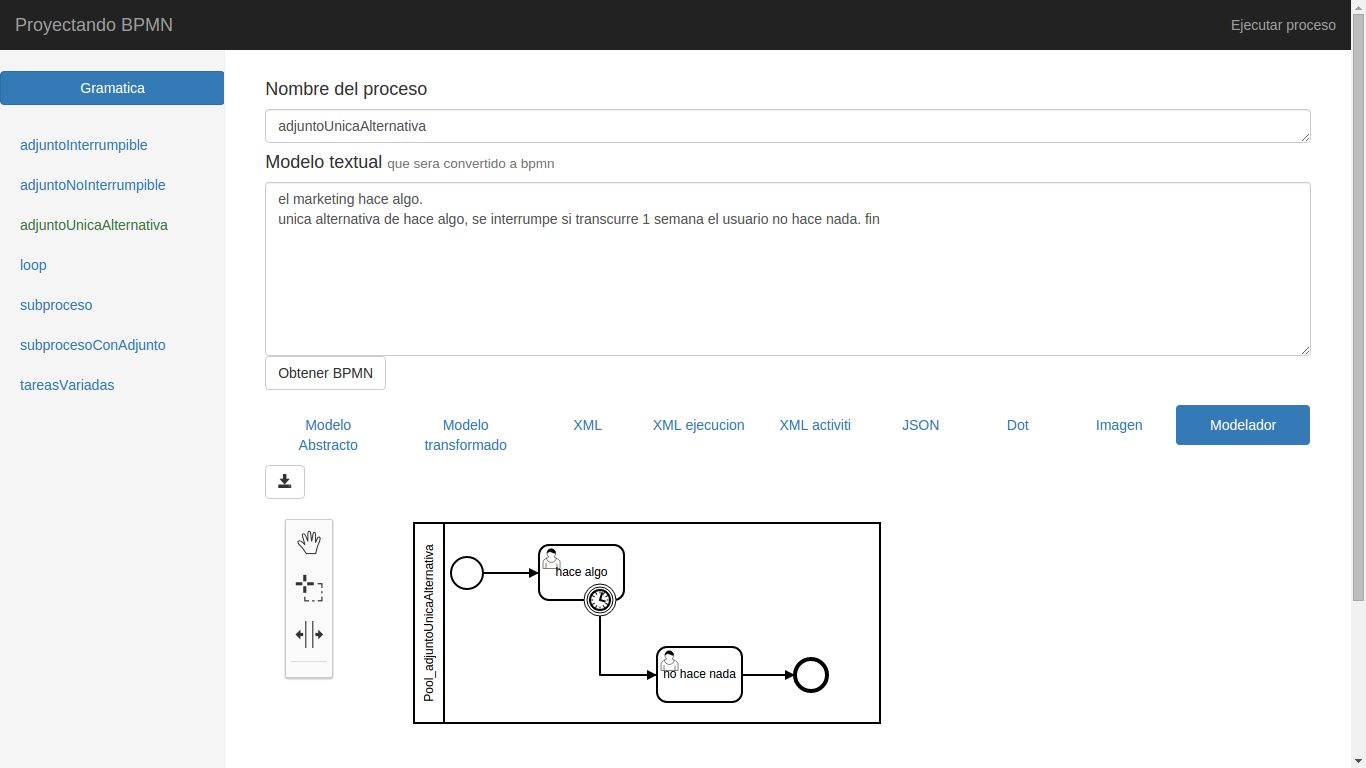 Proyectando BPMN
Ejecutar proceso
Gramatica
adjuntoInterrumpible
adjuntoNoInterrumpible
adjuntoUnicaAlternativa
loop
subproceso
subprocesoConAdjunto
tareasVariadas
Nombre del proceso
adjuntoUnicaAlternativa
Modelo textual que sera convertido a bpmn
el marketing hace algo.
unica alternativa de hace algo, se interrumpe si transcurre 1 semana el usuario no hace nada. fin
Obtener BPMN
Modelo
Abstracto
Modelo
transformado
XML
XML ejecucion
XML activiti
JSON
Dot
Imagen
Modelador
Pool_adjuntoUnicaAlternativa
hace algo
no hace nada